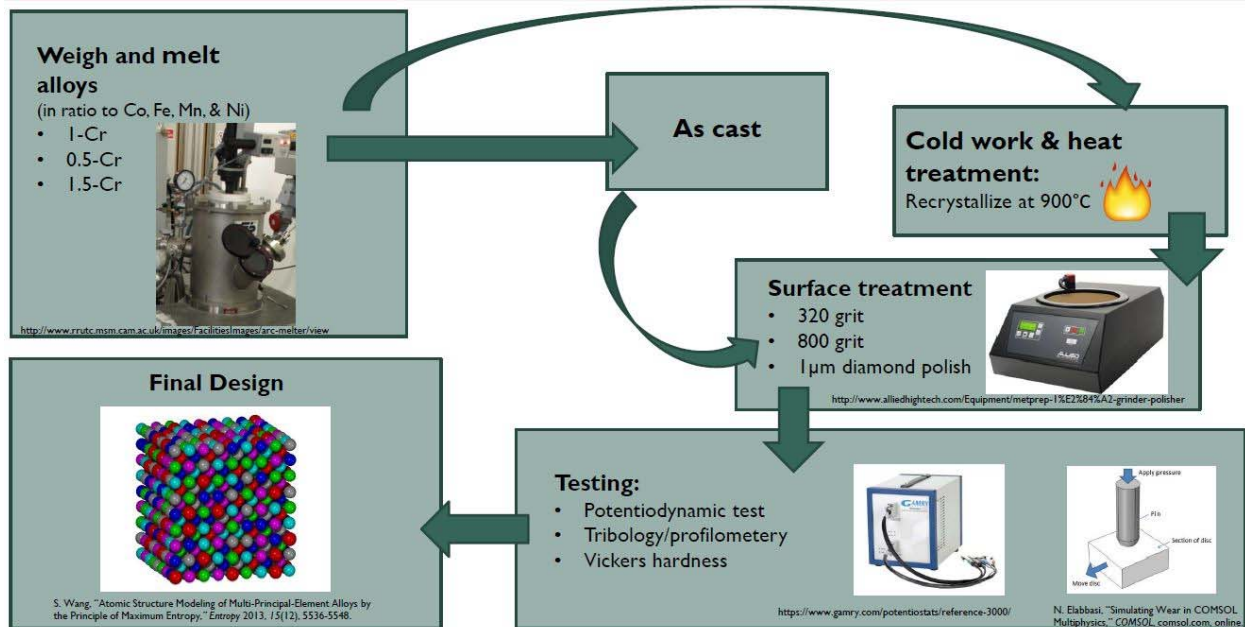 Weigh and melt
alloys
(in ratio to Co, Fe, Mn, & Ni)
• 1-Cr
• 0.5-Cr
• 1.5-Cr
http://www.rrutc.msm.cam.ac.uk/images/FacilitiesImages/arc-melter/view
As cast
Cold work & heat
treatment:
Recrystallize at 900°C
Surface treatment
• 320 grit
• 800 grit
• 1µm diamond polish
http://www.alliedhightech.com/Equipment/metprep-1%E2%84%A2-grinder-polisher
Testing:
• Potentiodynamic test
• Tribology/profilometery
• Vickers hardness
GAMRY
https://www.gamry.com/potentiostats/reference-3000/
Apply pressure
Pin
Section of disc
Move disc
N. Elabbasi, "Simulating Wear in COMSOL
Multiphysics," COMSOL, comsol.com, online.
Final Design
S. Wang, "Atomic Structure Modeling of Multi-Principal-Element Alloys by
the Principle of Maximum Entropy," Entropy 2013, 15(12), 5536-5548.